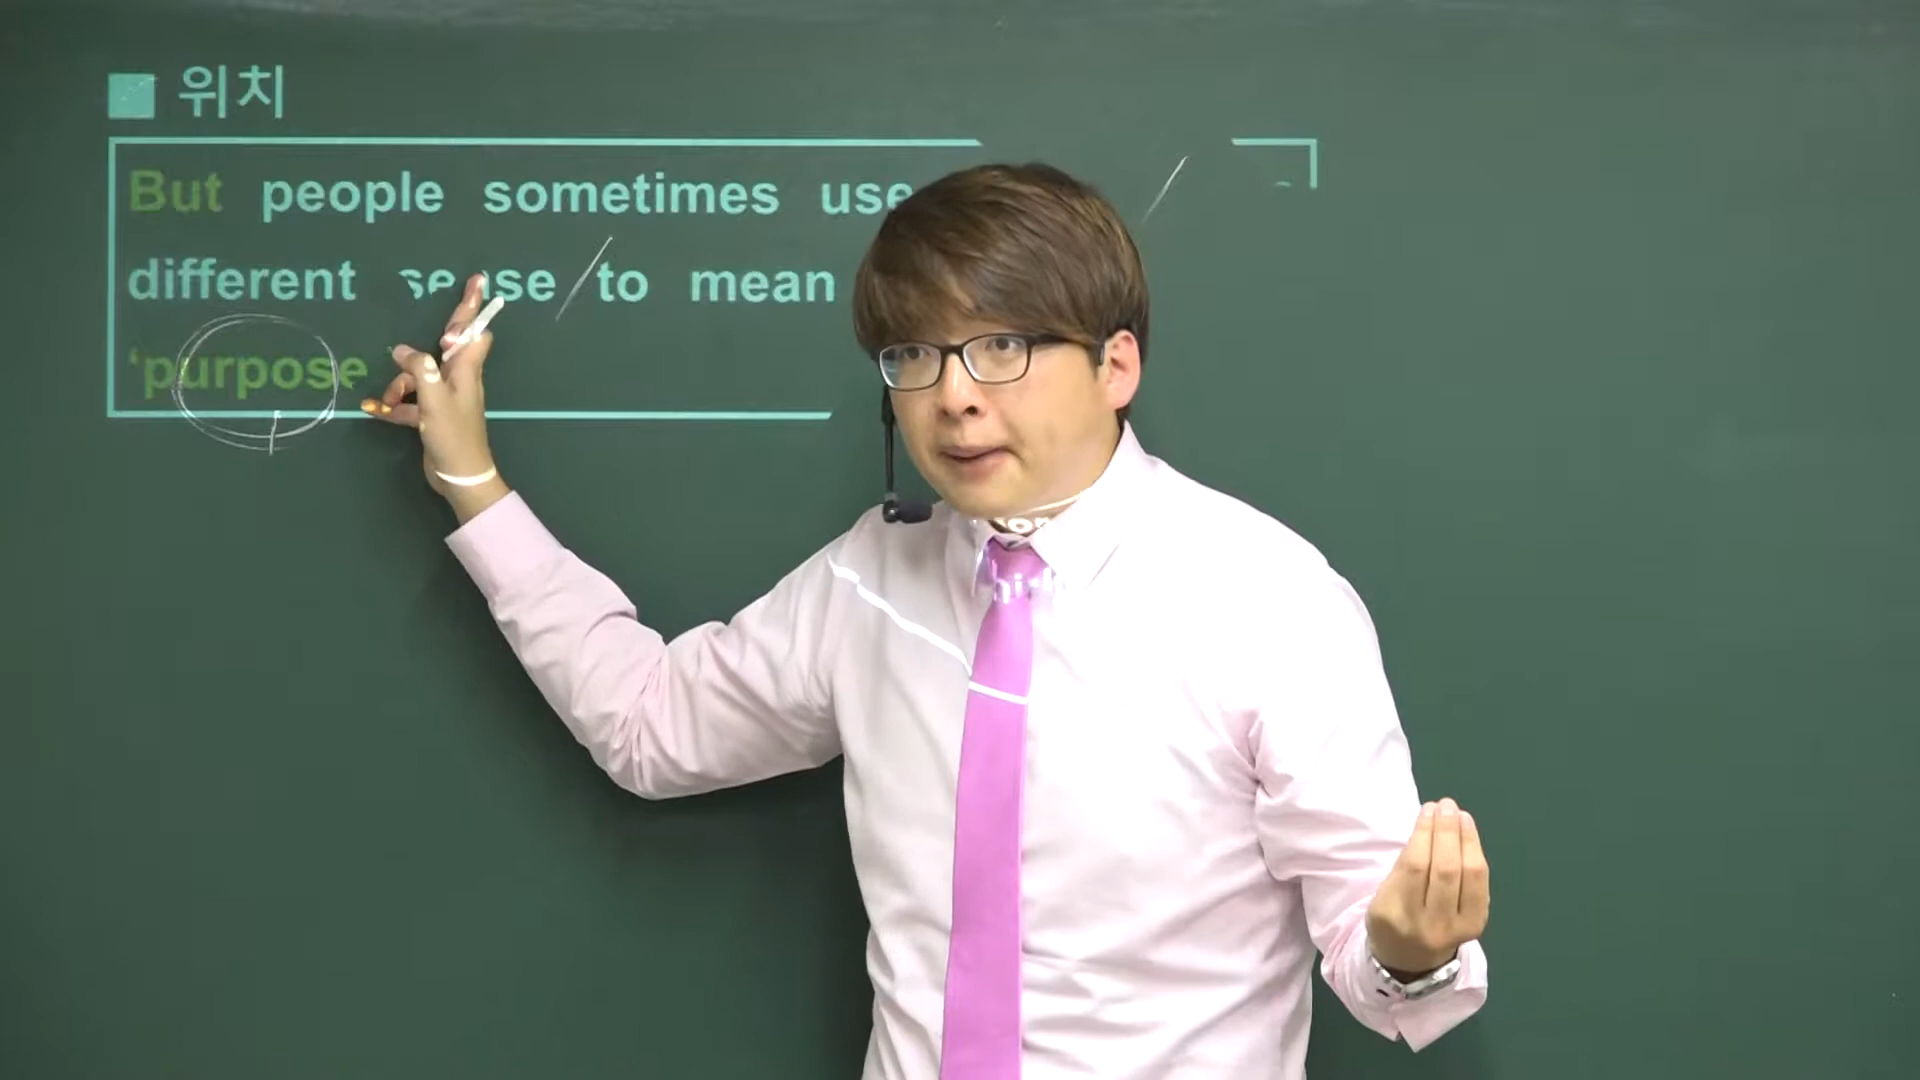 위치
But people sometimes use
different sense to mean
‘purpose